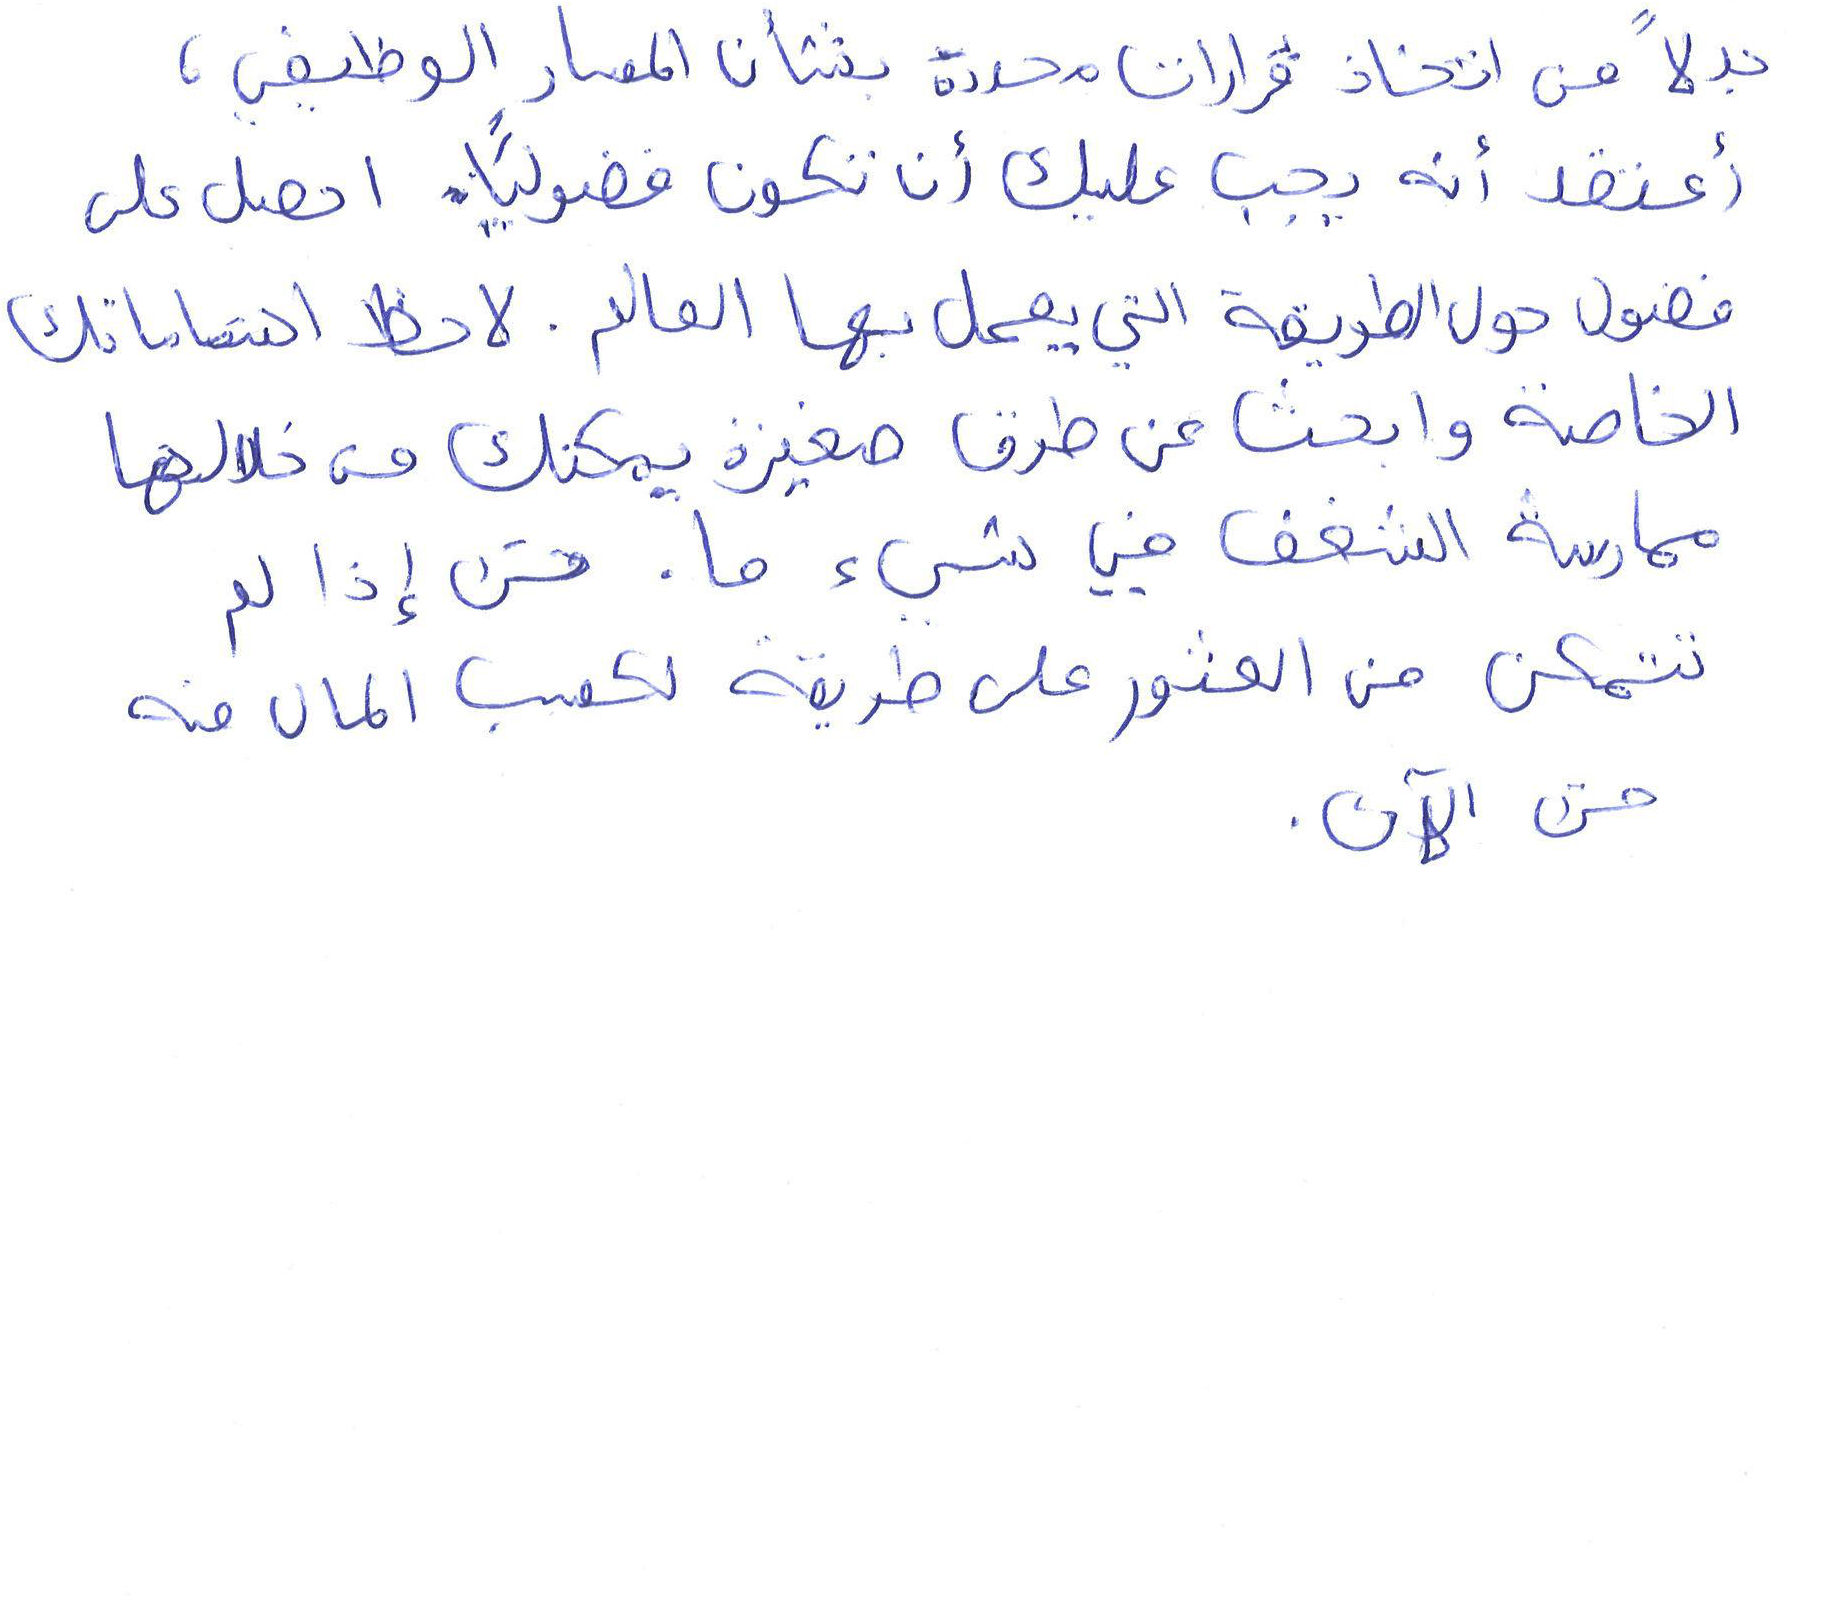 بدلاً من اتخاذ قرارات محددة بشأن المسار الوظيفي،
أعتقد أنه يجب عليك أن تكون فضوليًا. احصل على
فضول حول الطريقة التي يعمل بها العالم. لاحظ اهتماماتك
الخاصة وابحث عن طرق صغيرة يمكنك من خلالها
ممارسة الشغف في شيء ما. حتى إذا لم
تتمكن من العثور على طريقة لكسب المال منه
حتى الآن.